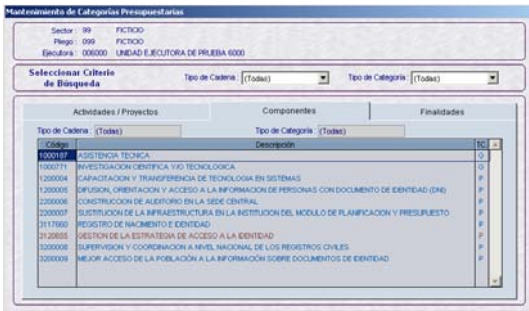 Mantenimiento de Categorías Presupuestarias
Sector : 99 FICTICIO
Pliego : 099 FICTICIO
Ejecutora : 006000 UNIDAD EJECUTORA DE PRUEBA 6000
Seleccionar Criterio de Búsqueda
Tipo de Cadena : (Todas) Tipo de Categoría : (Todas)
Actividades / Proyectos Componentes Finalidades
Tipo de Cadena : (Todas) Tipo de Categoría : (Todas)
Código Descripción TC
1000187 ASISTENCIA TECNICA O
1000771 INVESTIGACION CIENTIFICA Y/O TECNOLOGICA O
1200004 CAPACITACION Y TRANSFERENCIA DE TECNOLOGIA EN SISTEMAS P
1200005 DIFUSION, ORIENTACION Y ACCESO A LA INFORMACION DE PERSONAS CON DOCUMENTO DE IDENTIDAD (DNI) P
2200006 CONSTRUCCION DE AUDITORIO EN LA SEDE CENTRAL P
2200007 SUSTITUCION DE LA INFRAESTRUCTURA EN LA INSTITUCION DEL MODULO DE PLANIFICACION Y PRESUPUESTO P
3117660 REGISTRO DE NACIMIENTO E IDENTIDAD P
3120655 GESTION DE LA ESTRATEGIA DE ACCESO A LA IDENTIDAD P
3200008 SUPERVISION Y COORDINACION A NIVEL NACIONAL DE LOS REGISTROS CIVILES. P
3200009 MEJOR ACCESO DE LA POBLACIÓN A LA INFORMACIÓN SOBRE DOCUMENTOS DE IDENTIDAD P